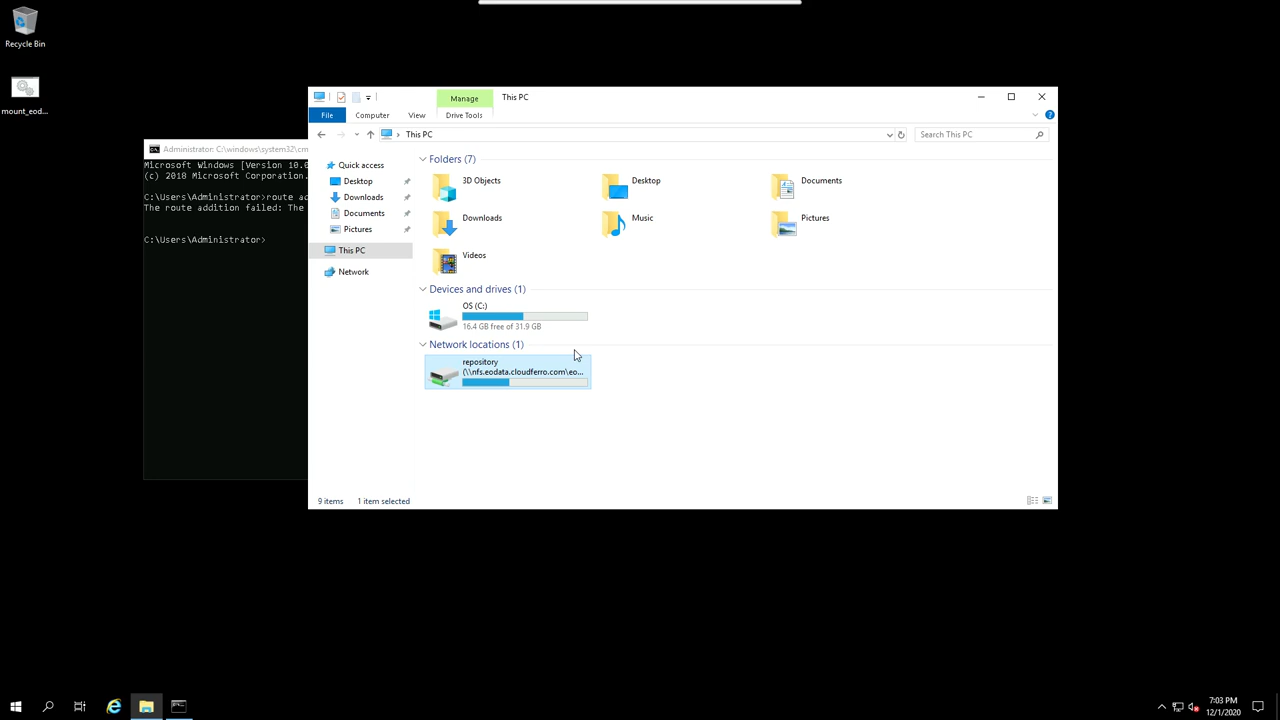 Recycle Bin
mount_eod...
Administrator: C:\windows\system32\cm
Microsoft Windows [Version 10.0
(c) 2018 Microsoft Corporation.
C:\Users\Administrator>route ad
The route addition failed: The
C:\Users\Administrator>
Manage
This PC
File
Computer
View
Drive Tools
This PC
Search This PC
Quick access
Desktop
Downloads
Documents
Pictures
This PC
Network
Folders (7)
3D Objects
Desktop
Documents
Downloads
Music
Pictures
Videos
Devices and drives (1)
OS (C:)
16.4 GB free of 31.9 GB
Network locations (1)
repository
(\\nfs.eodata.cloudferro.com\eo...
9 items
1 item selected
7:03 PM
12/1/2020